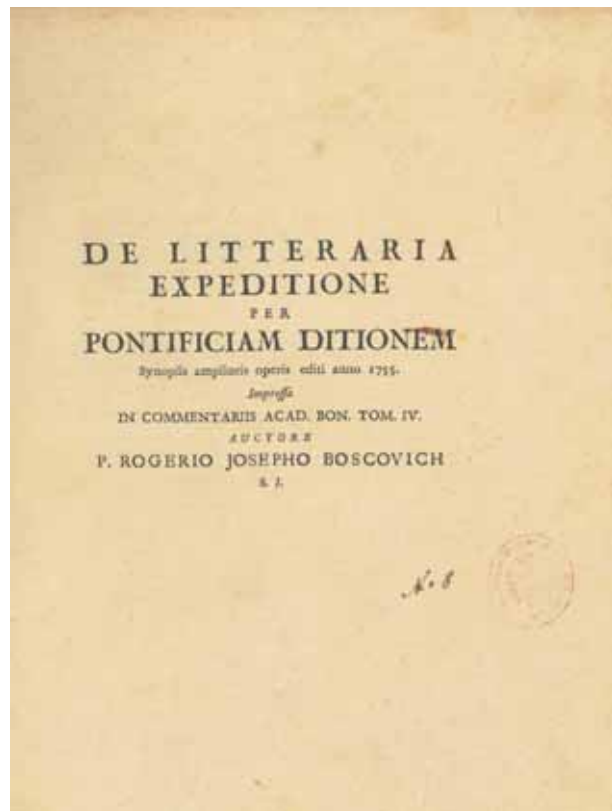 DE LITTERARIA
EXPEDITIONE
PER
PONTIFICIAM DITIONEM
Synopsis amplioris operis editi anno 1755.
Impressa
IN COMMENTARIIS ACAD. BON. TOM. IV.
AUCTORE
P. ROGERIO JOSEPHO BOSCOVICH
S. J.
N. 8